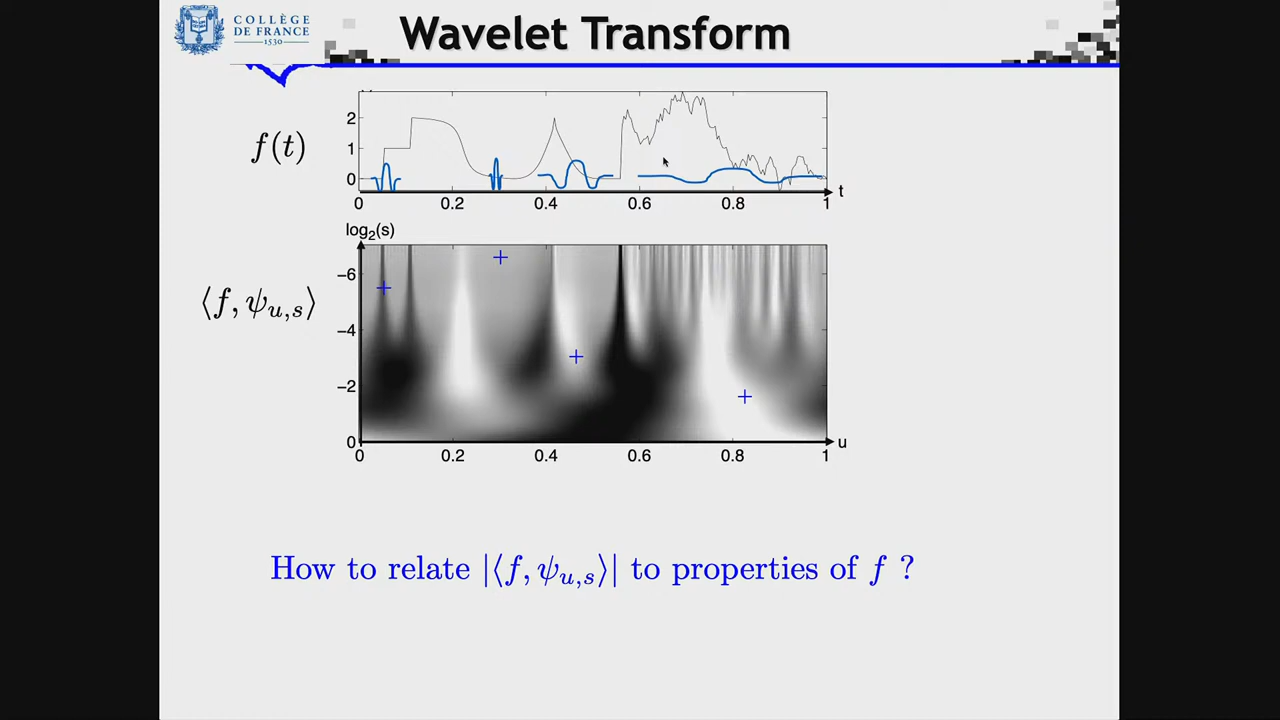 COLLÈGE
DE FRANCE
1530
Wavelet Transform
f(t)
2
1
0
0 0.2 0.4 0.6 0.8 1
t
log₂(s)
⟨f, ψ_{u,s}⟩
−6
−4
−2
0
0 0.2 0.4 0.6 0.8 1
u
How to relate |⟨f, ψ_{u,s}⟩| to properties of f ?